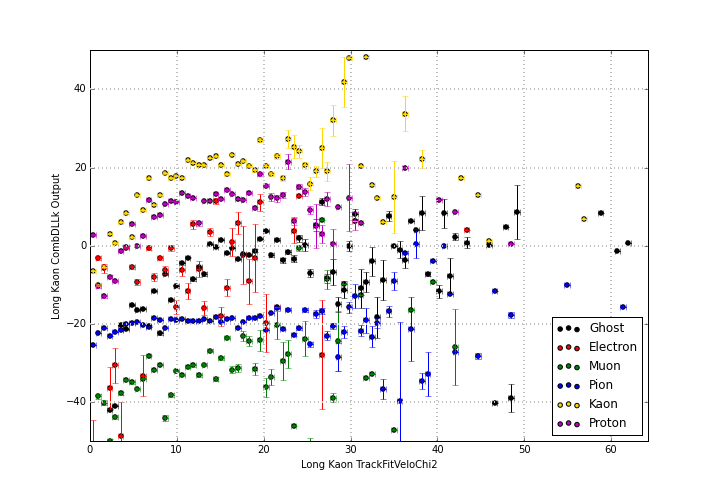 40
20
0
−20
−40
0
10
20
30
40
50
60
Long Kaon CombDLLk Output
Long Kaon TrackFitVeloChi2
Ghost
Electron
Muon
Pion
Kaon
Proton